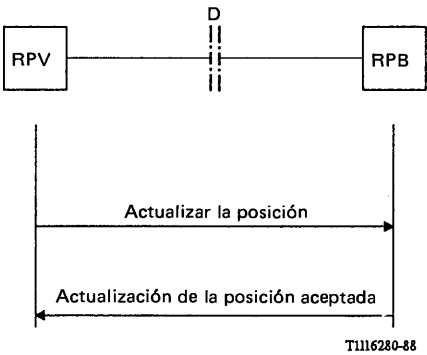 D
RPV
RPB
Actualizar la posición
Actualización de la posición aceptada
T1116280-88